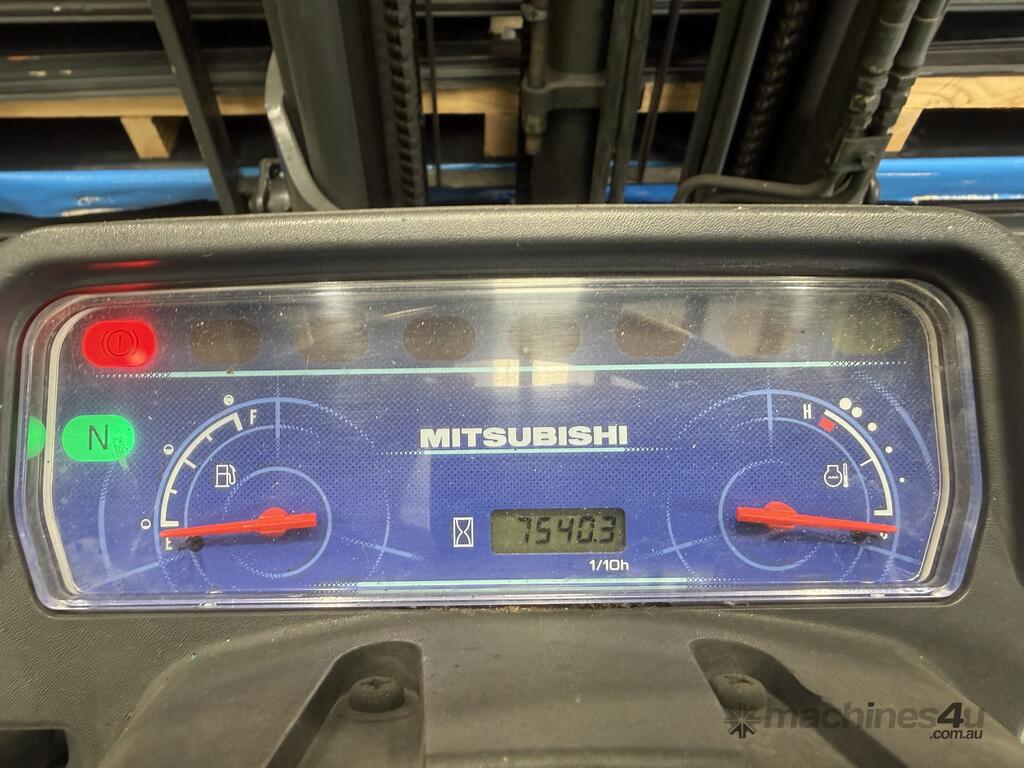 F
H
N
MITSUBISHI
E
7540.3
C
1/10h
machines4u
.com.au